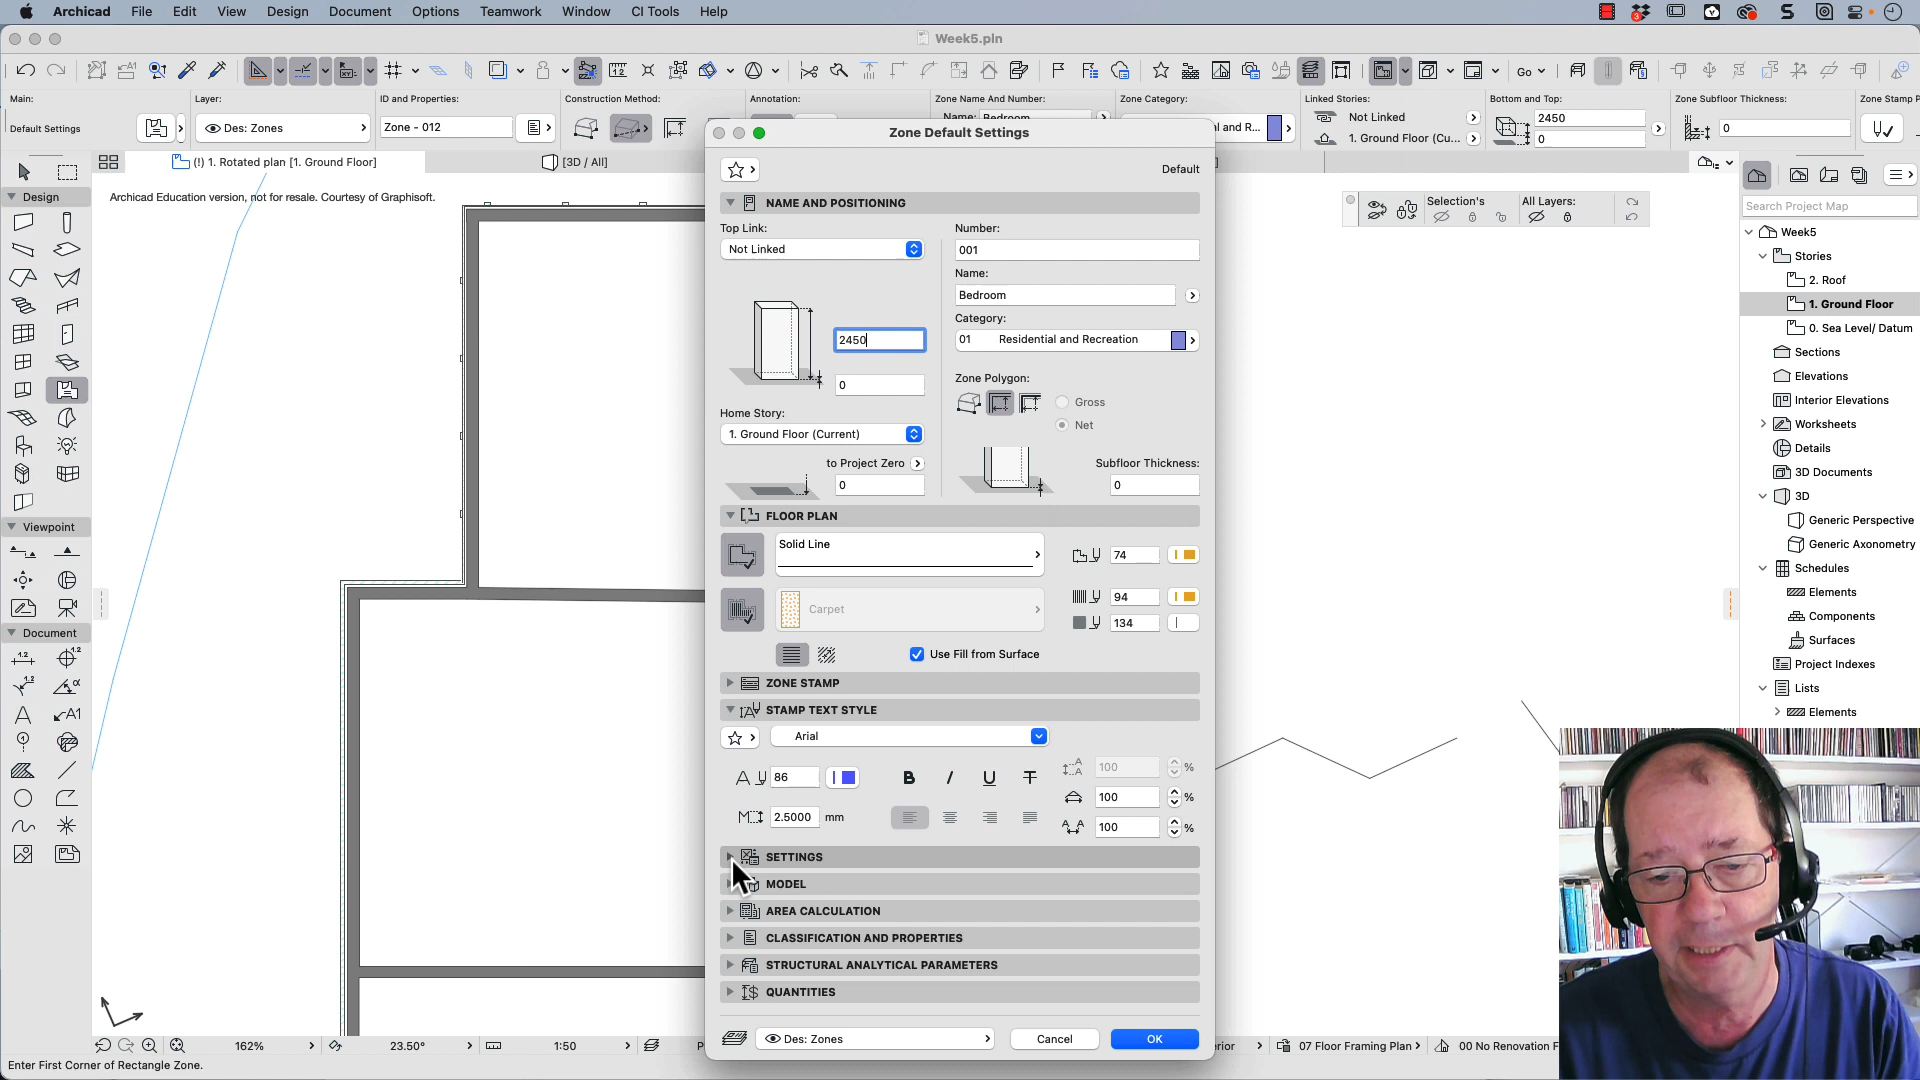 Archicad File Edit View Design Document Options Teamwork Window CI Tools Help
3
Week5.pln
Go
Main:
Default Settings
Layer:
Des: Zones
ID and Properties:
Zone - 012
Construction Method:
Annotation:
Zone Name And Number:
Name: Bedroom
Zone Category:
l and R...
Linked Stories:
Not Linked
1. Ground Floor (Cu...
Bottom and Top:
2450
0
Zone Subfloor Thickness:
0
Zone Stamp P
(!) 1. Rotated plan [1. Ground Floor]
[3D / All]
Archicad Education version, not for resale. Courtesy of Graphisoft.
Design
Viewpoint
Document
Zone Default Settings
Default
NAME AND POSITIONING
Top Link:
Not Linked
2450
0
Home Story:
1. Ground Floor (Current)
to Project Zero
0
Number:
001
Name:
Bedroom
Category:
01 Residential and Recreation
Zone Polygon:
Gross
Net
Subfloor Thickness:
0
FLOOR PLAN
Solid Line
74
Carpet
94
134
Use Fill from Surface
ZONE STAMP
STAMP TEXT STYLE
Arial
86
B I U T
100 %
100 %
100 %
2.5000 mm
SETTINGS
MODEL
AREA CALCULATION
CLASSIFICATION AND PROPERTIES
STRUCTURAL ANALYTICAL PARAMETERS
QUANTITIES
Des: Zones
Cancel
OK
Selection's
All Layers:
Search Project Map
Week5
Stories
2. Roof
1. Ground Floor
0. Sea Level/ Datum
Sections
Elevations
Interior Elevations
Worksheets
Details
3D Documents
3D
Generic Perspective
Generic Axonometry
Schedules
Elements
Components
Surfaces
Project Indexes
Lists
Elements
162%
23.50°
1:50
07 Floor Framing Plan
00 No Renovation F
Enter First Corner of Rectangle Zone.